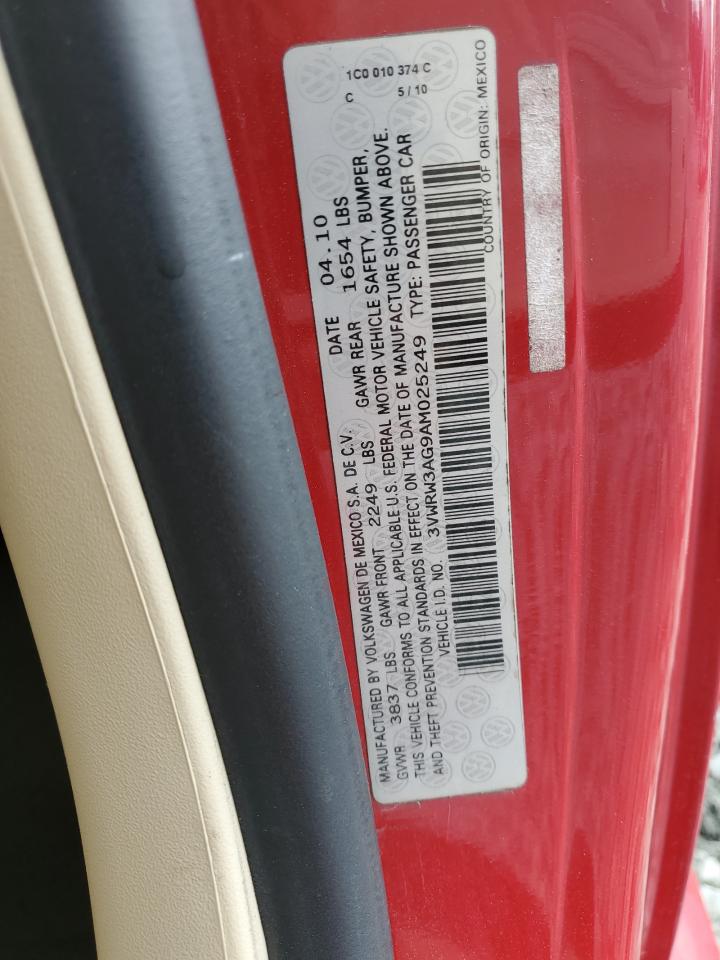 1C0 010 374 C
C 5/10
MANUFACTURED BY VOLKSWAGEN DE MEXICO S.A. DE C.V. DATE 04.10
GVWR 3837 LBS GAWR FRONT 2249 LBS GAWR REAR 1654 LBS
THIS VEHICLE CONFORMS TO ALL APPLICABLE U.S. FEDERAL MOTOR VEHICLE SAFETY, BUMPER,
AND THEFT PREVENTION STANDARDS IN EFFECT ON THE DATE OF MANUFACTURE SHOWN ABOVE.
VEHICLE I.D. NO. 3VWRW3AG9AM025249 TYPE: PASSENGER CAR
COUNTRY OF ORIGIN: MEXICO